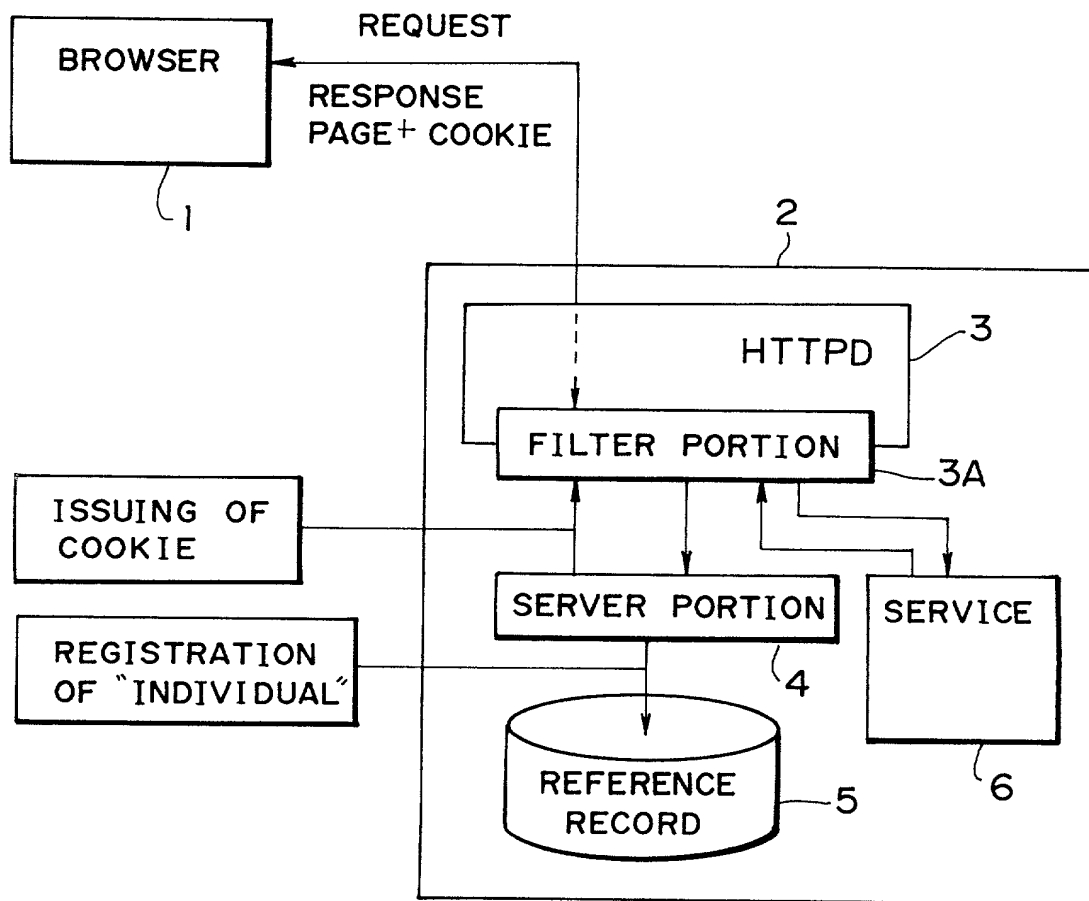 REQUEST
BROWSER
RESPONSE
PAGE+ COOKIE
1
2
HTTPD
3
FILTER PORTION
3A
ISSUING OF
COOKIE
SERVER PORTION
SERVICE
4
REGISTRATION
OF "INDIVIDUAL"
REFERENCE
RECORD
5
6